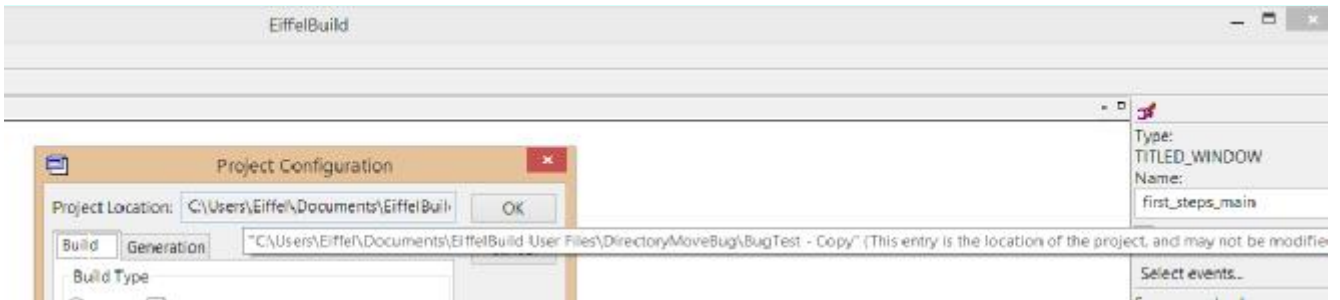 EiffelBuild
Type:
TITLED_WINDOW
Name:
first_steps_main
Project Configuration
Project Location: C:\Users\Eiffel\Documents\EiffelBuil
OK
Build Generation
"C:\Users\Eiffel\Documents\EiffelBuild User Files\DirectoryMoveBug\BugTest - Copy" (This entry is the location of the project, and may not be modifie
Build Type
Select events...